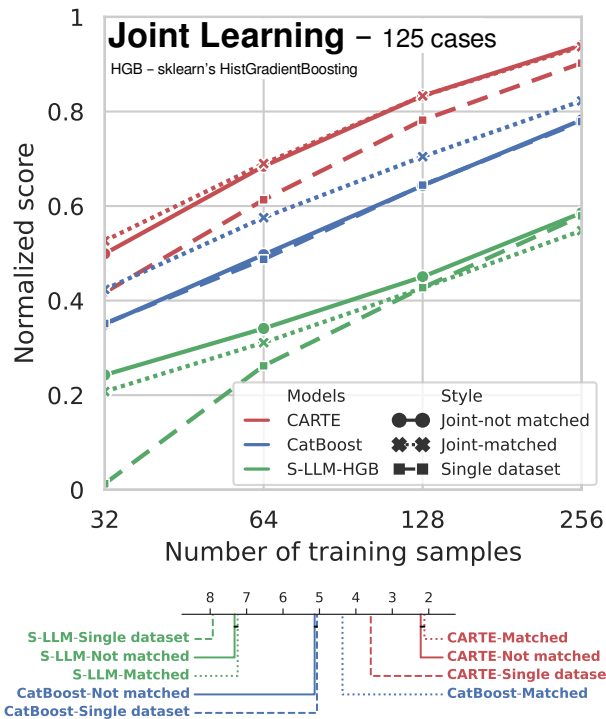 Joint Learning – 125 cases
HGB – sklearn's HistGradientBoosting
Normalized score
1
0.8
0.6
0.4
0.2
0
Models
CARTE
CatBoost
S-LLM-HGB
Style
Joint-not matched
Joint-matched
Single dataset
32 64 128 256
Number of training samples
8 7 6 5 4 3 2
S-LLM-Single dataset
S-LLM-Not matched
S-LLM-Matched
CatBoost-Not matched
CatBoost-Single dataset
CARTE-Matched
CARTE-Not matched
CARTE-Single datase
CatBoost-Matched